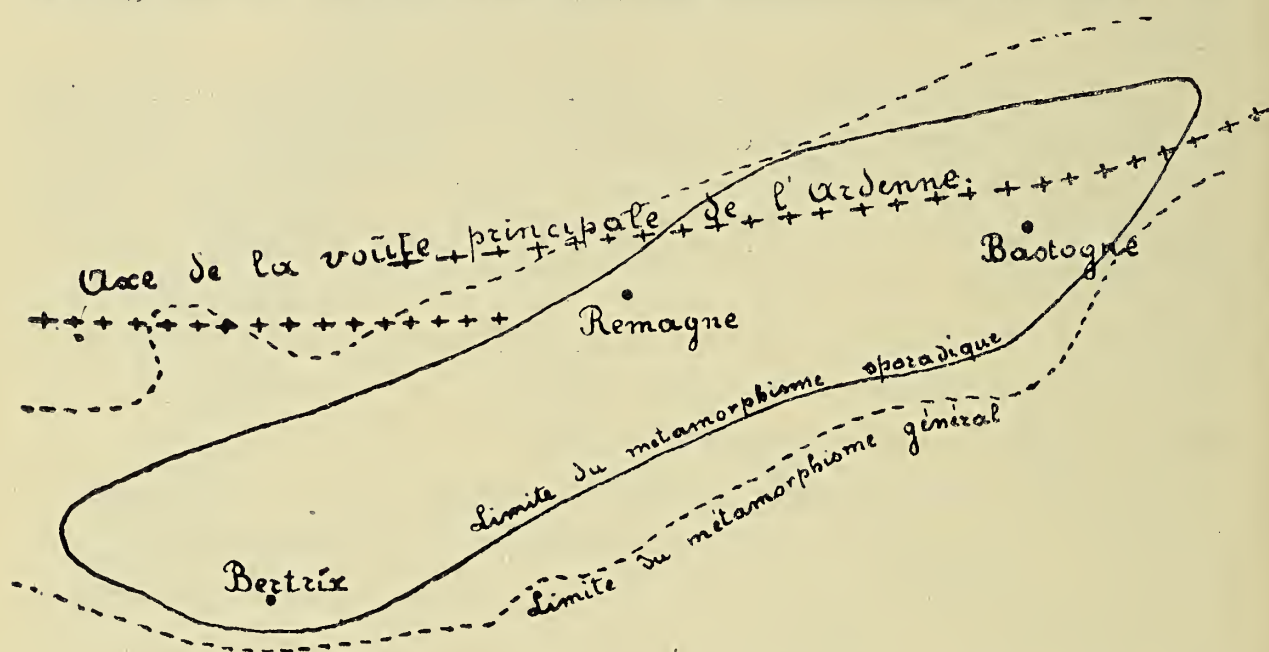 Axe de la voûte principale de l'Ardenne.
Bastogne
Remagne
Limite du métamorphisme sporadique
Limite du métamorphisme général
Bertrix